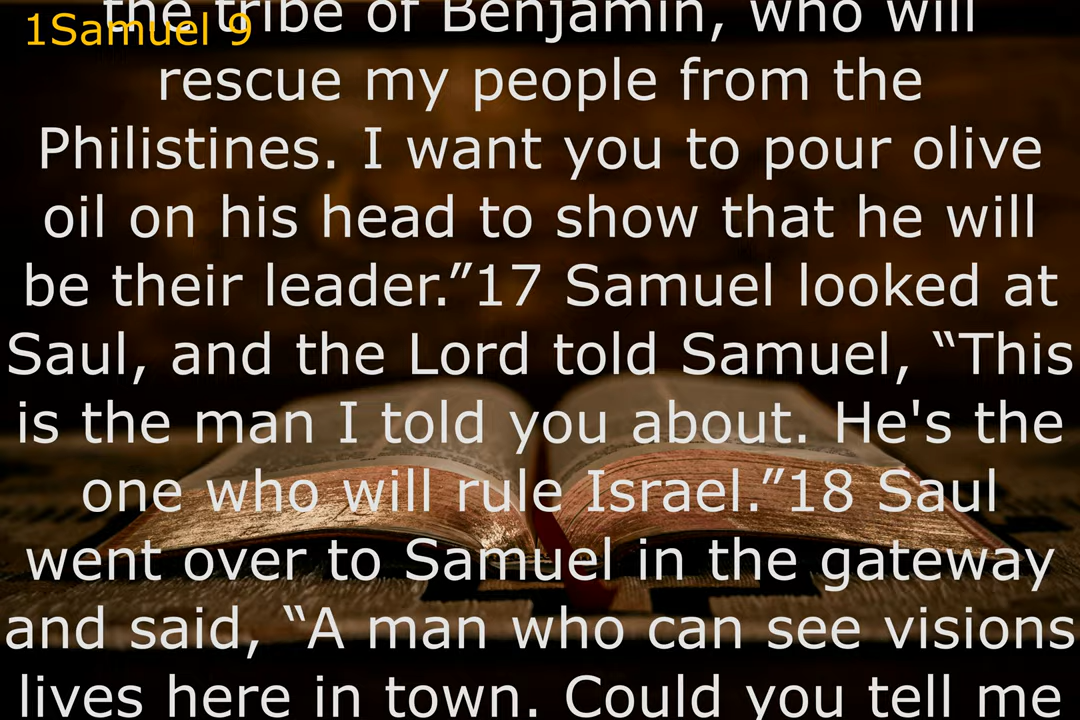 1Samuel 9
the tribe of Benjamin, who will
rescue my people from the
Philistines. I want you to pour olive
oil on his head to show that he will
be their leader.”17 Samuel looked at
Saul, and the Lord told Samuel, “This
is the man I told you about. He's the
one who will rule Israel.”18 Saul
went over to Samuel in the gateway
and said, “A man who can see visions
lives here in town. Could you tell me